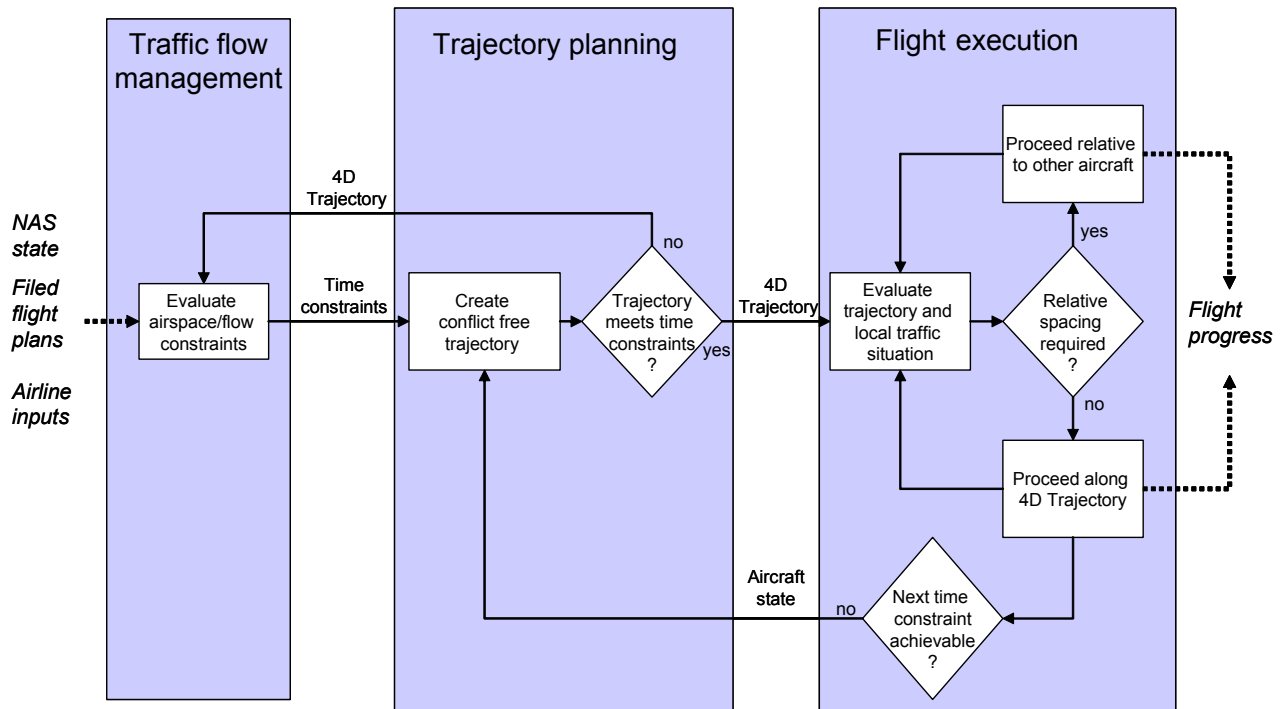 Traffic flow
management
Trajectory planning
Flight execution
NAS
state
Filed
flight
plans
Airline
inputs
Evaluate
airspace/flow
constraints
4D
Trajectory
Time
constraints
Create
conflict free
trajectory
no
Trajectory
meets time
constraints
?
yes
4D
Trajectory
Evaluate
trajectory and
local traffic
situation
Proceed relative
to other aircraft
yes
Relative
spacing
required
?
no
Proceed along
4D Trajectory
Flight
progress
Next time
constraint
achievable
?
no
Aircraft
state